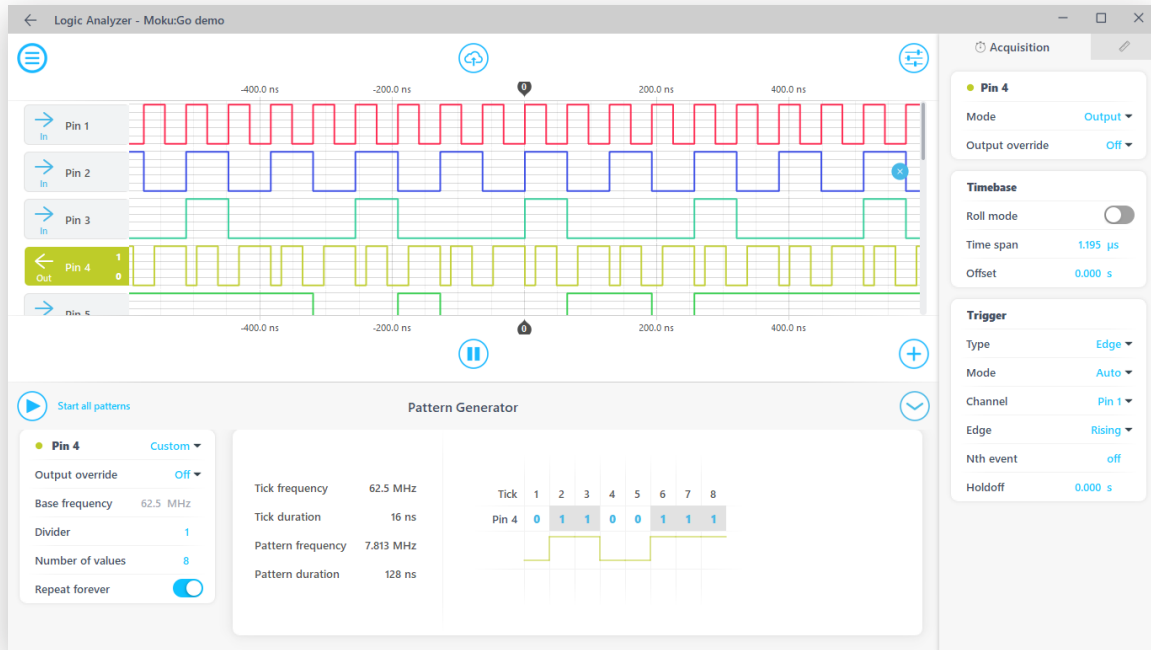 Logic Analyzer - Moku:Go demo
Acquisition
-400.0 ns -200.0 ns 0 200.0 ns 400.0 ns
In Pin 1
In Pin 2
In Pin 3
Out Pin 4 1 0
Pin 5
-400.0 ns -200.0 ns 0 200.0 ns 400.0 ns
Start all patterns
Pattern Generator
Pin 4 Custom
Output override Off
Base frequency 62.5 MHz
Divider 1
Number of values 8
Repeat forever
Tick frequency 62.5 MHz
Tick duration 16 ns
Pattern frequency 7.813 MHz
Pattern duration 128 ns
Tick 1 2 3 4 5 6 7 8
Pin 4 0 1 1 0 0 1 1 1
Pin 4
Mode Output
Output override Off
Timebase
Roll mode
Time span 1.195 µs
Offset 0.000 s
Trigger
Type Edge
Mode Auto
Channel Pin 1
Edge Rising
Nth event off
Holdoff 0.000 s